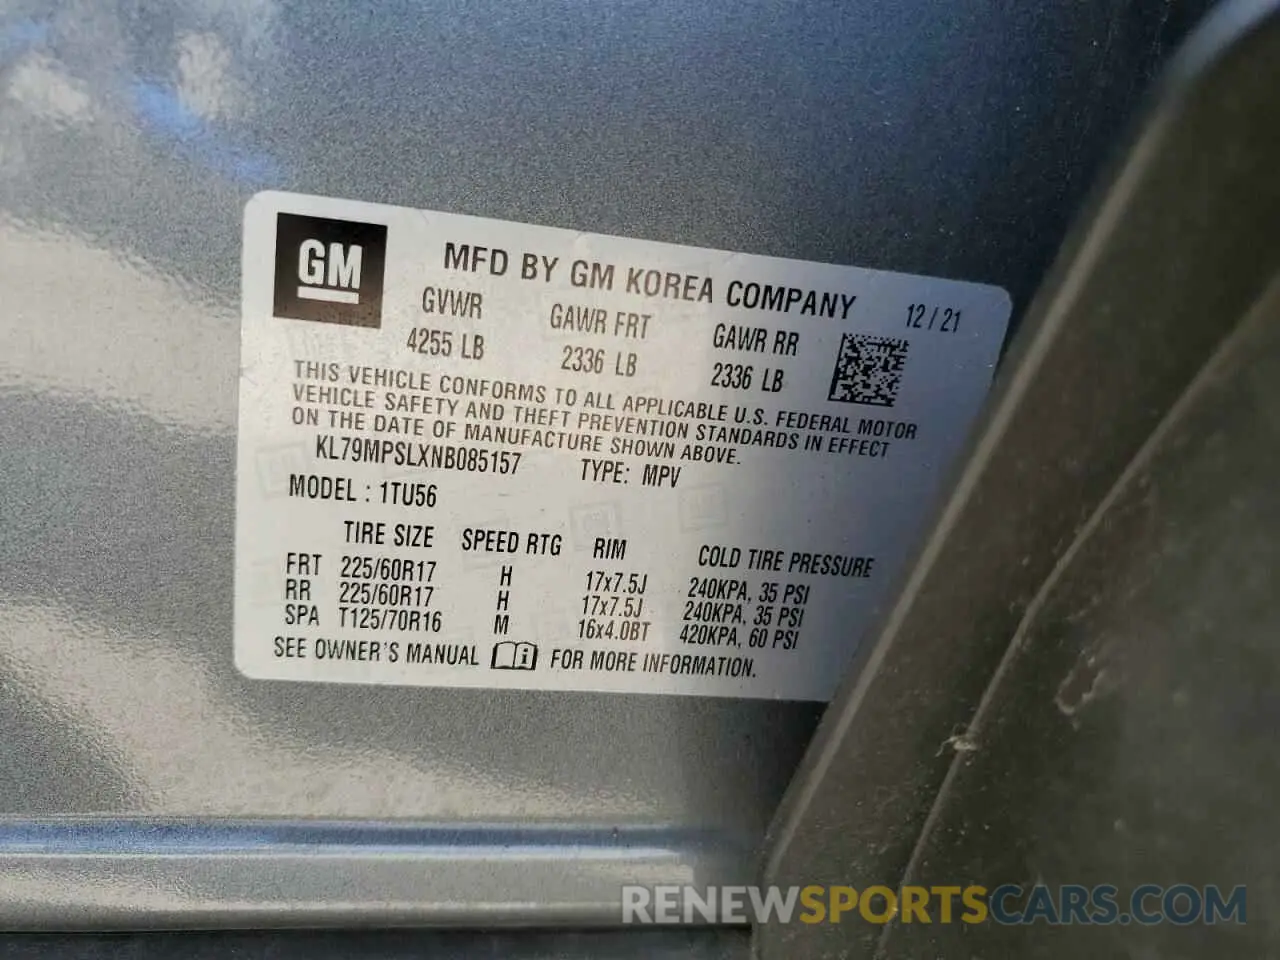 GM
MFD BY GM KOREA COMPANY 12/21
GVWR GAWR FRT GAWR RR
4255 LB 2336 LB 2336 LB
THIS VEHICLE CONFORMS TO ALL APPLICABLE U.S. FEDERAL MOTOR
VEHICLE SAFETY AND THEFT PREVENTION STANDARDS IN EFFECT
ON THE DATE OF MANUFACTURE SHOWN ABOVE.
KL79MPSLXNB085157 TYPE: MPV
MODEL : 1TU56
TIRE SIZE SPEED RTG RIM COLD TIRE PRESSURE
FRT 225/60R17 H 17x7.5J 240KPA, 35 PSI
RR 225/60R17 H 17x7.5J 240KPA, 35 PSI
SPA T125/70R16 M 16x4.0BT 420KPA, 60 PSI
SEE OWNER'S MANUAL i FOR MORE INFORMATION.
RENEWSPORTSCARS.COM